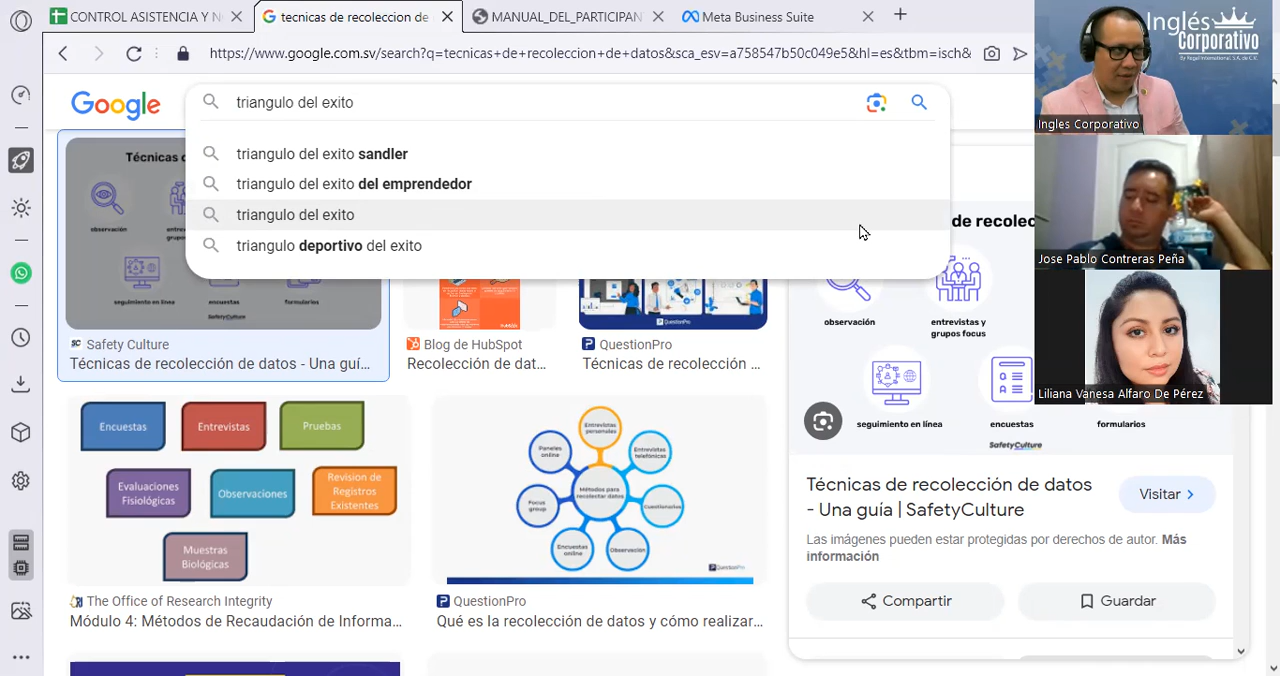 CONTROL ASISTENCIA Y N
tecnicas de recoleccion de
MANUAL_DEL_PARTICIPAN
Meta Business Suite
https://www.google.com.sv/search?q=tecnicas+de+recoleccion+de+datos&sca_esv=a758547b50c049e5&hl=es&tbm=isch&
Google
triangulo del exito
triangulo del exito sandler
triangulo del exito del emprendedor
triangulo del exito
triangulo deportivo del exito
Técnicas d
observación
grupos
seguimiento en línea
encuestas
formularios
SafetyCulture
Safety Culture
Técnicas de recolección de datos - Una guí...
Blog de HubSpot
Recolección de dat...
QuestionPro
QuestionPro
Técnicas de recolección ...
Encuestas
Entrevistas
Pruebas
Evaluaciones
Fisiológicas
Observaciones
Revision de
Registros
Existentes
Muestras
Biológicas
The Office of Research Integrity
Módulo 4: Métodos de Recaudación de Informa...
Entrevistas
personales
Paneles
online
Entrevistas
telefónicas
Métodos para
recolectar datos
Focus
group
Cuestionarios
Encuestas
online
Observación
QuestionPro
QuestionPro
Qué es la recolección de datos y cómo realizar...
de recolec
observación
entrevistas y
grupos focus
seguimiento en línea
encuestas
formularios
SafetyCulture
Técnicas de recolección de datos
- Una guía | SafetyCulture
Visitar
Las imágenes pueden estar protegidas por derechos de autor. Más
información
Compartir
Guardar
Inglés
Corporativo
By Regal International, S.A. de C.V.
Ingles Corporativo
Jose Pablo Contreras Peña
Liliana Vanesa Alfaro De Pérez